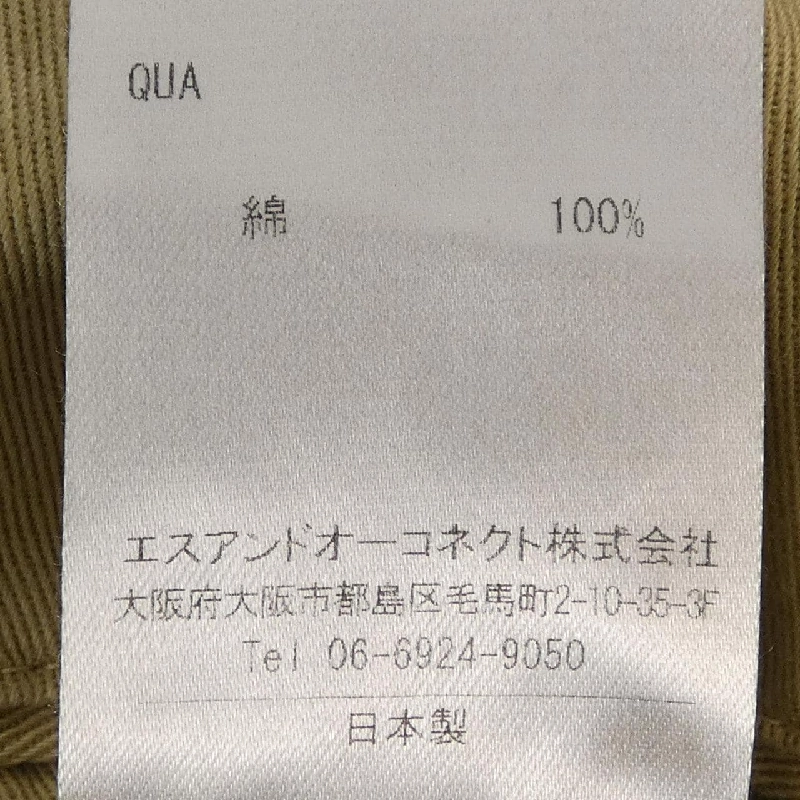 QUA
綿 100%
エスアンドオーコネクト株式会社
大阪府大阪市都島区毛馬町2-10-35-3F
Tel 06-6924-9050
日本製